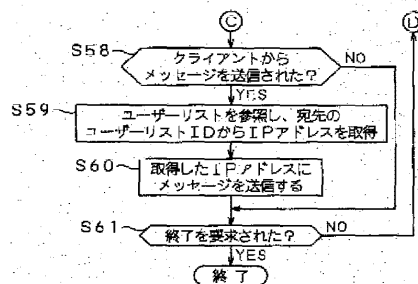 C D
S58
クライアントから
メッセージを送信された?
NO
YES
S59
ユーザーリストを参照し、宛先の
ユーザーリストIDからIPアドレスを取得
S60
取得したIPアドレスに
メッセージを送信する
S61
終了を要求された?
NO
YES
終了